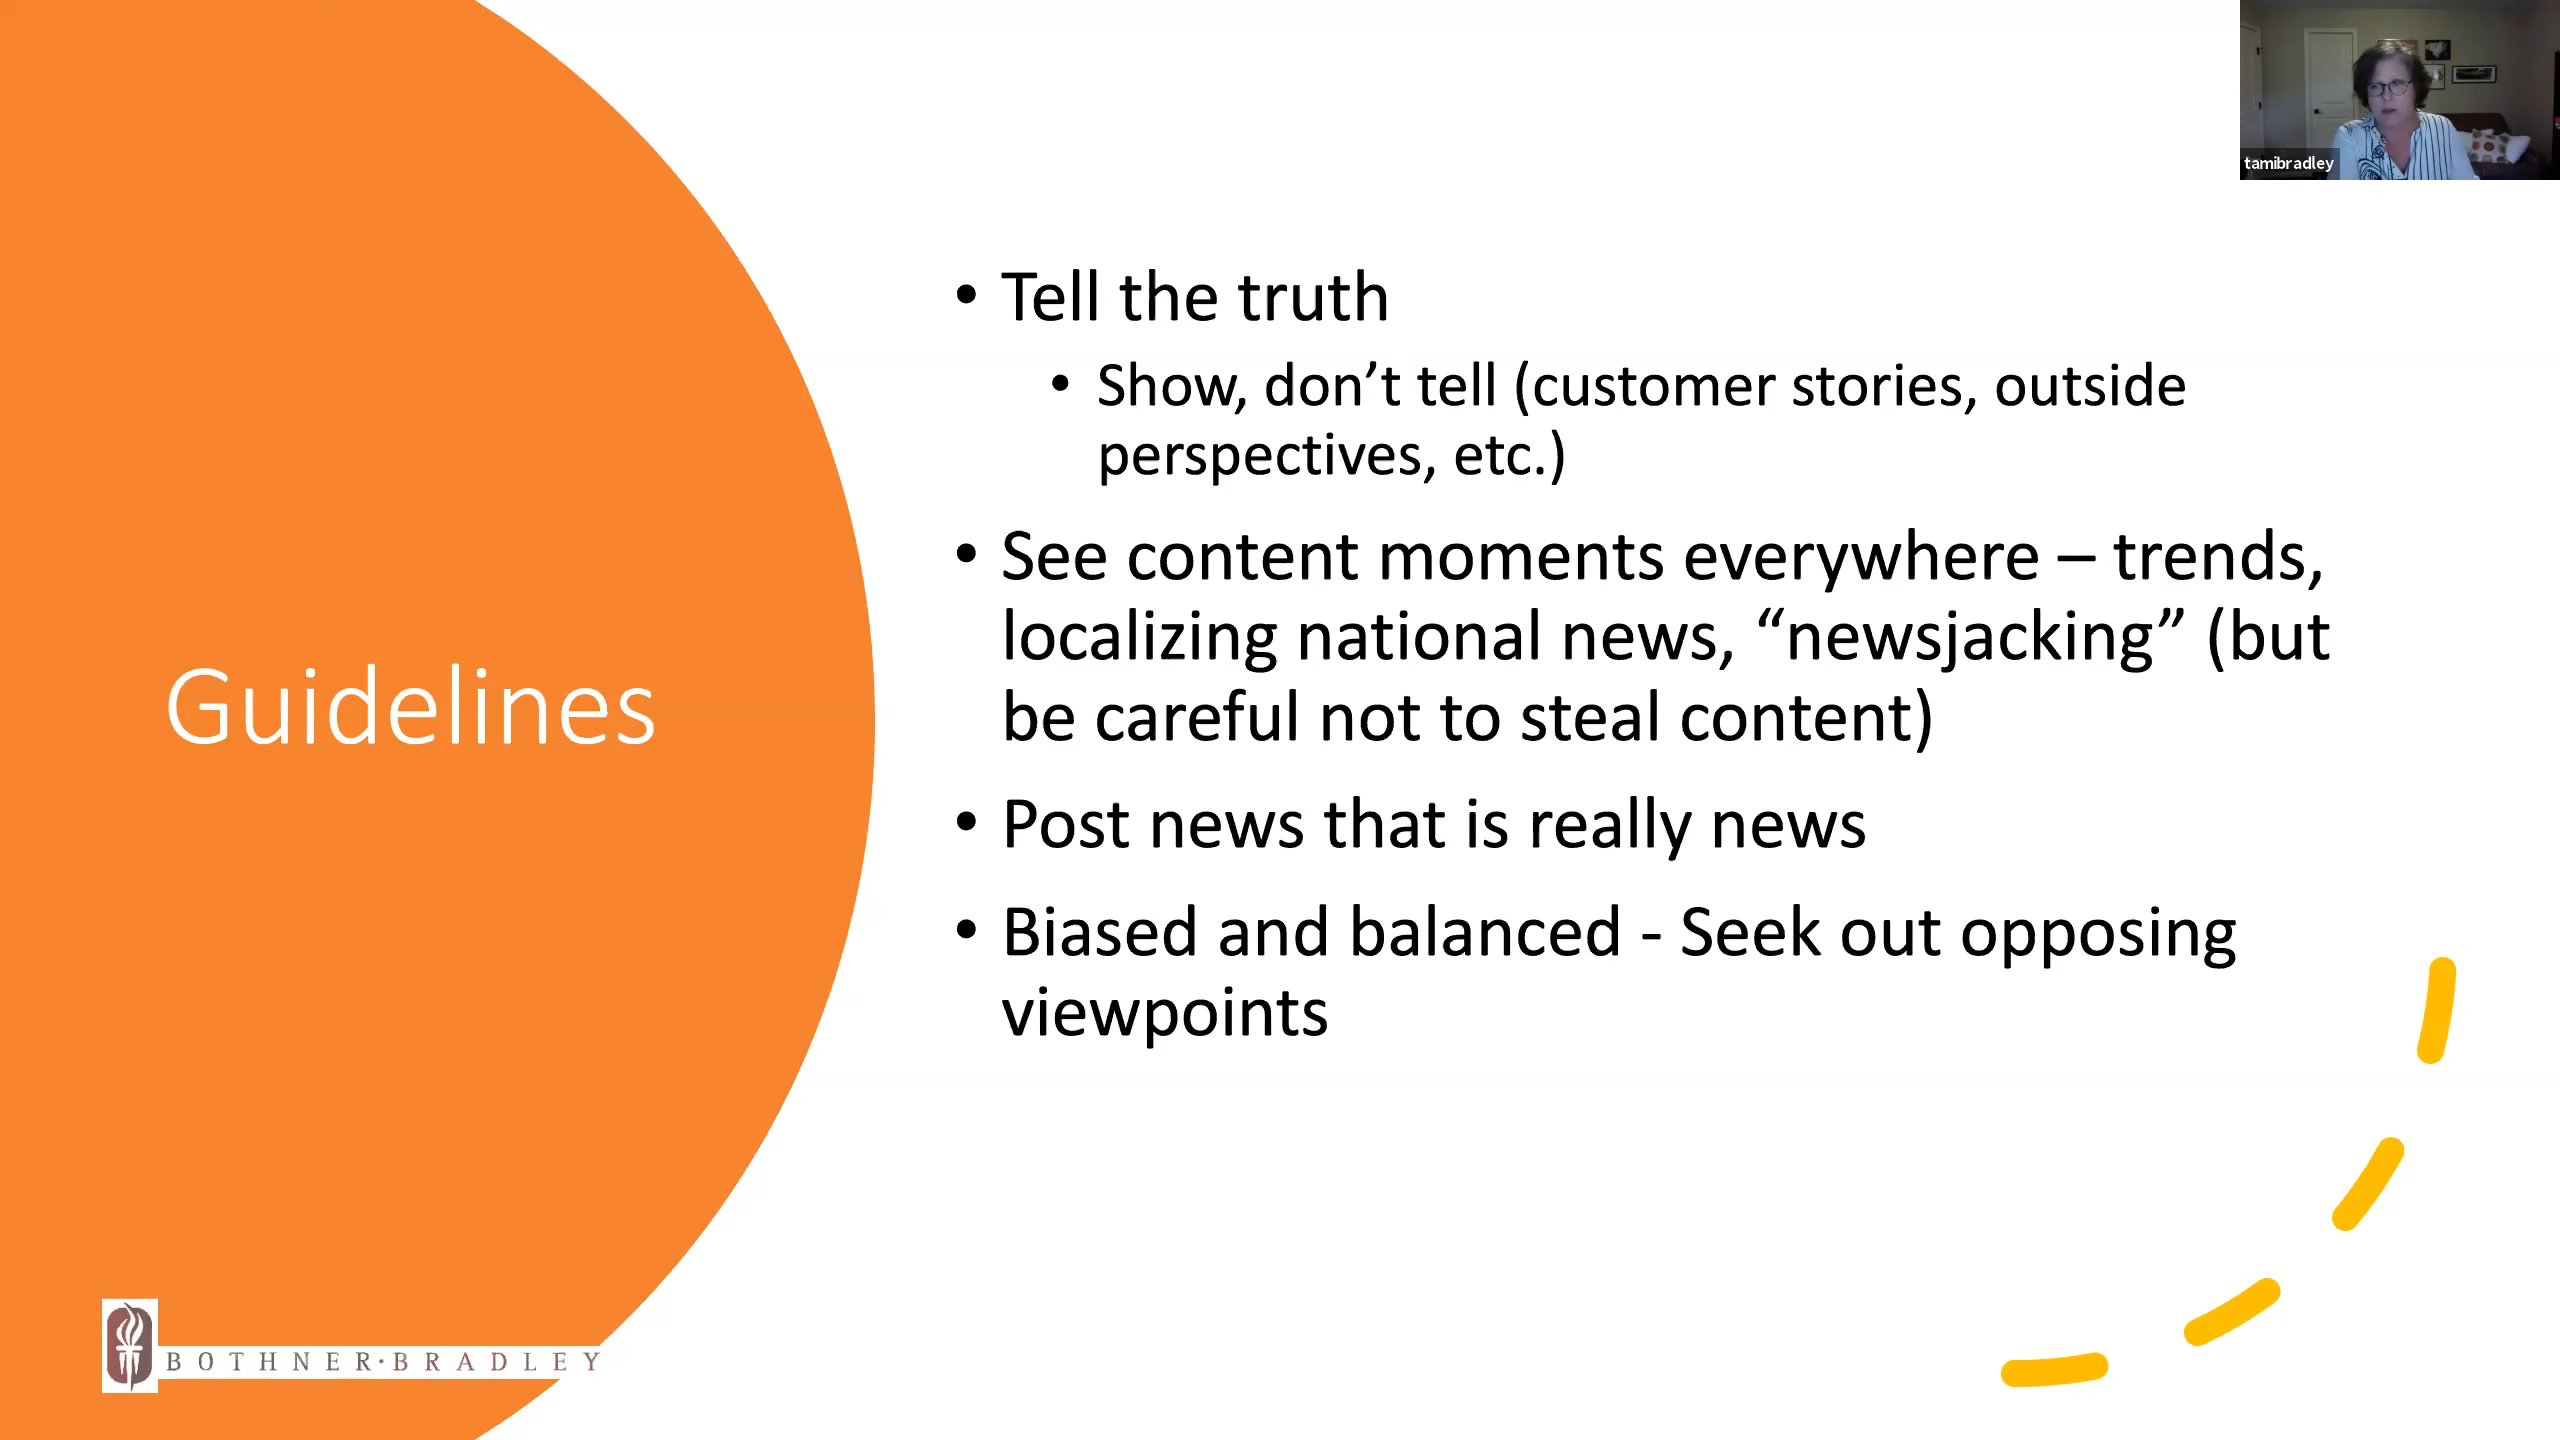 tamibradley
Guidelines
• Tell the truth
• Show, don’t tell (customer stories, outside
perspectives, etc.)
• See content moments everywhere – trends,
localizing national news, “newsjacking” (but
be careful not to steal content)
• Post news that is really news
• Biased and balanced - Seek out opposing
viewpoints
BOTHNER·BRADLEY